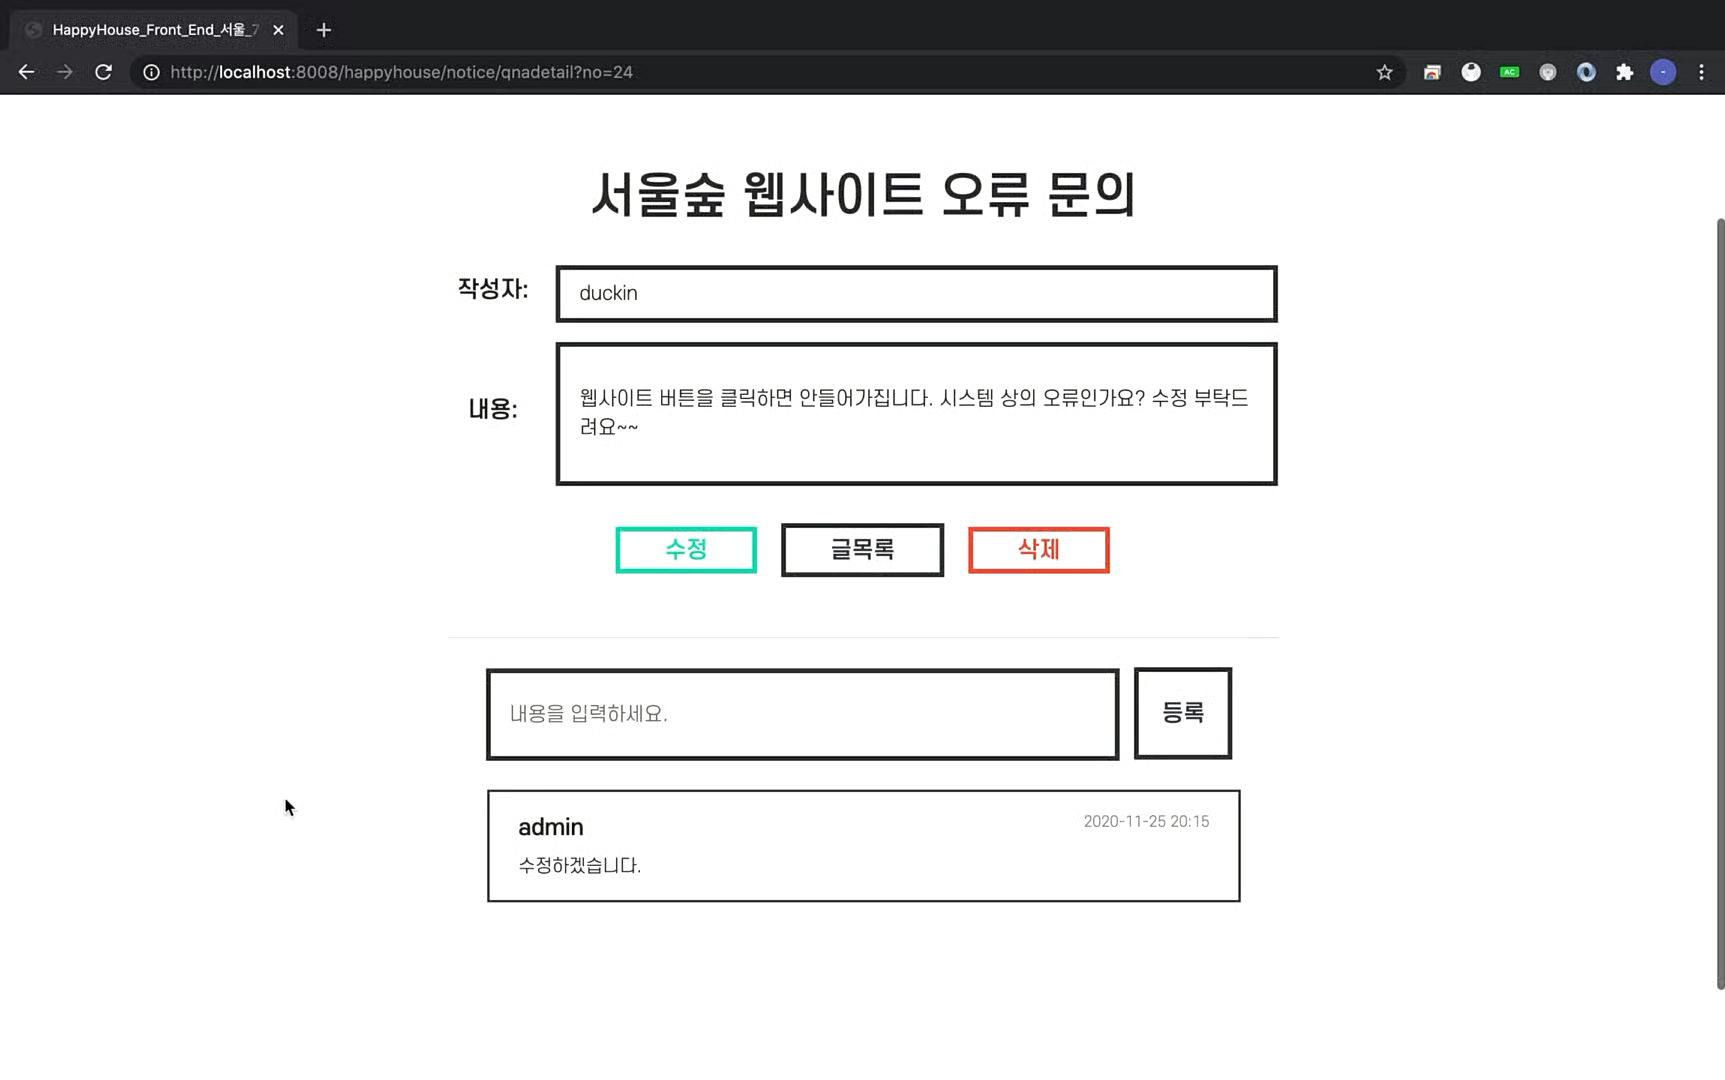 HappyHouse_Front_End_서울_7
http://localhost:8008/happyhouse/notice/qnadetail?no=24
AC
서울숲 웹사이트 오류 문의
작성자:
duckin
내용:
웹사이트 버튼을 클릭하면 안들어가집니다. 시스템 상의 오류인가요? 수정 부탁드
려요~~
수정 글목록 삭제
내용을 입력하세요.
등록
admin
2020-11-25 20:15
수정하겠습니다.